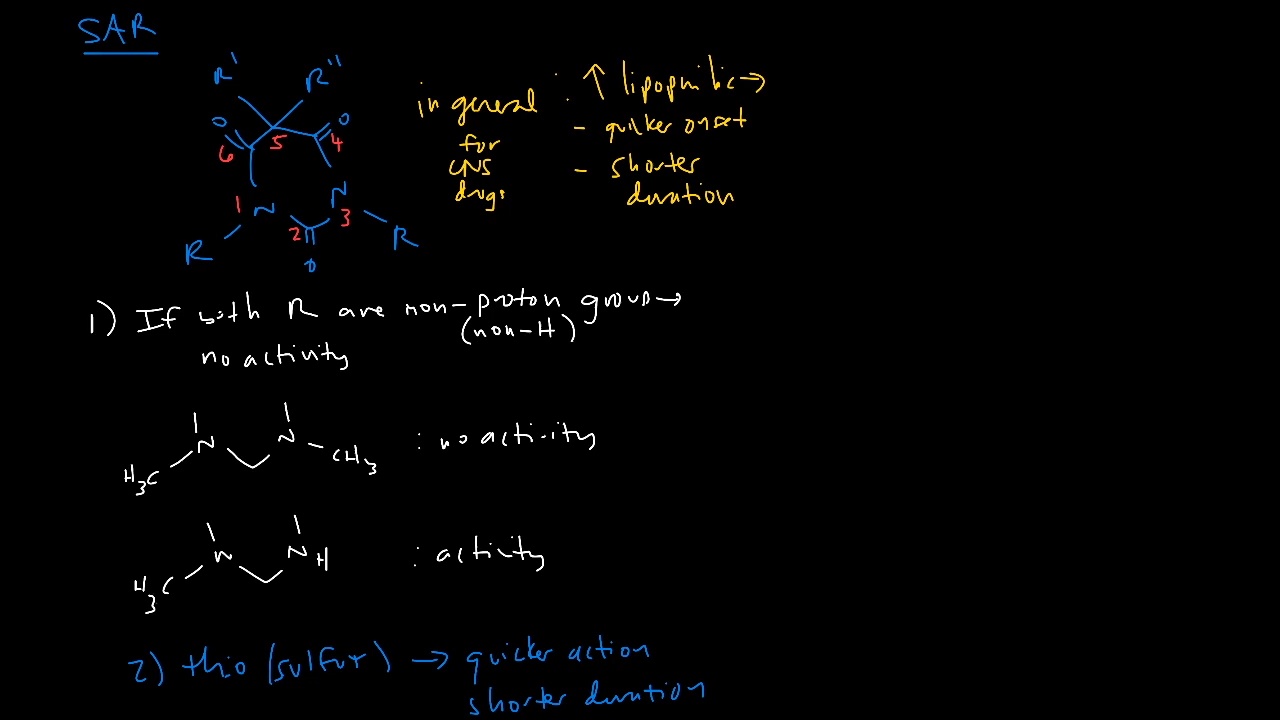 SAR
R' R''
O O
6 5 4
1 N N 3
R 2 R
O
in general : ↑ lipophilic →
for - quiker onset
CNS - shorter
drugs duration
1) If both R are non-proton group →
(non-H)
no activity
N N
H3C CH3 : no activity
N NH
H3C : activity
2) thio (sulfur) → quicker action
shorter duration